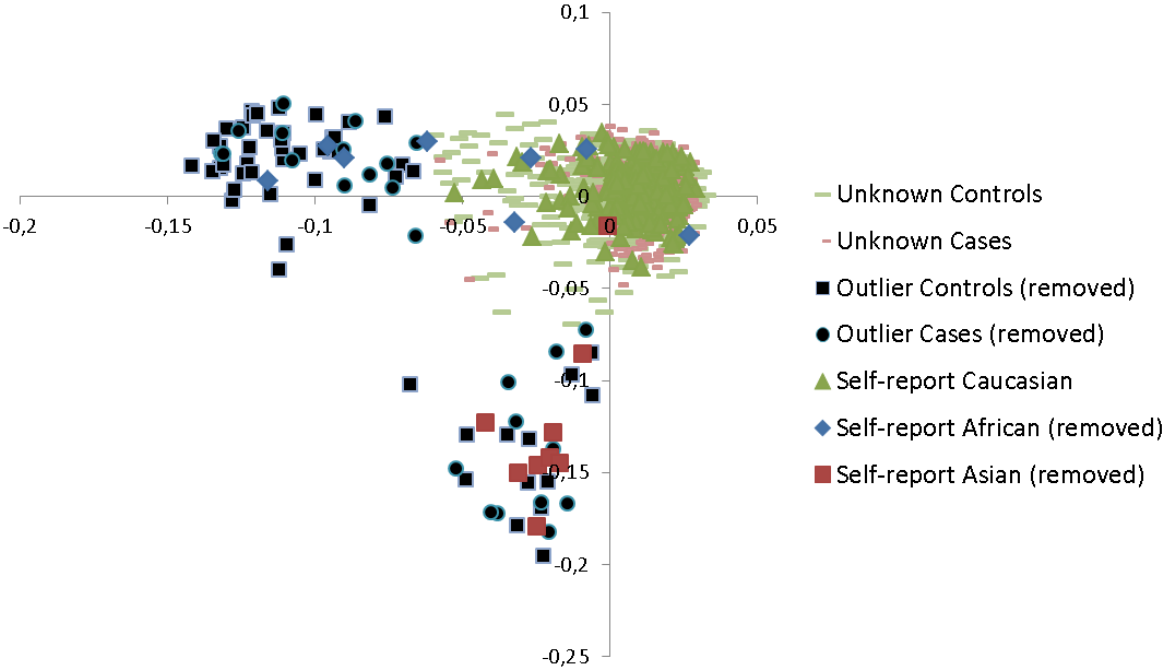 0,1
0,05
0
-0,2
-0,15
-0,1
-0,05
0
0,05
-0,05
-0,1
-0,15
-0,2
-0,25
Unknown Controls
Unknown Cases
Outlier Controls (removed)
Outlier Cases (removed)
Self-report Caucasian
Self-report African (removed)
Self-report Asian (removed)